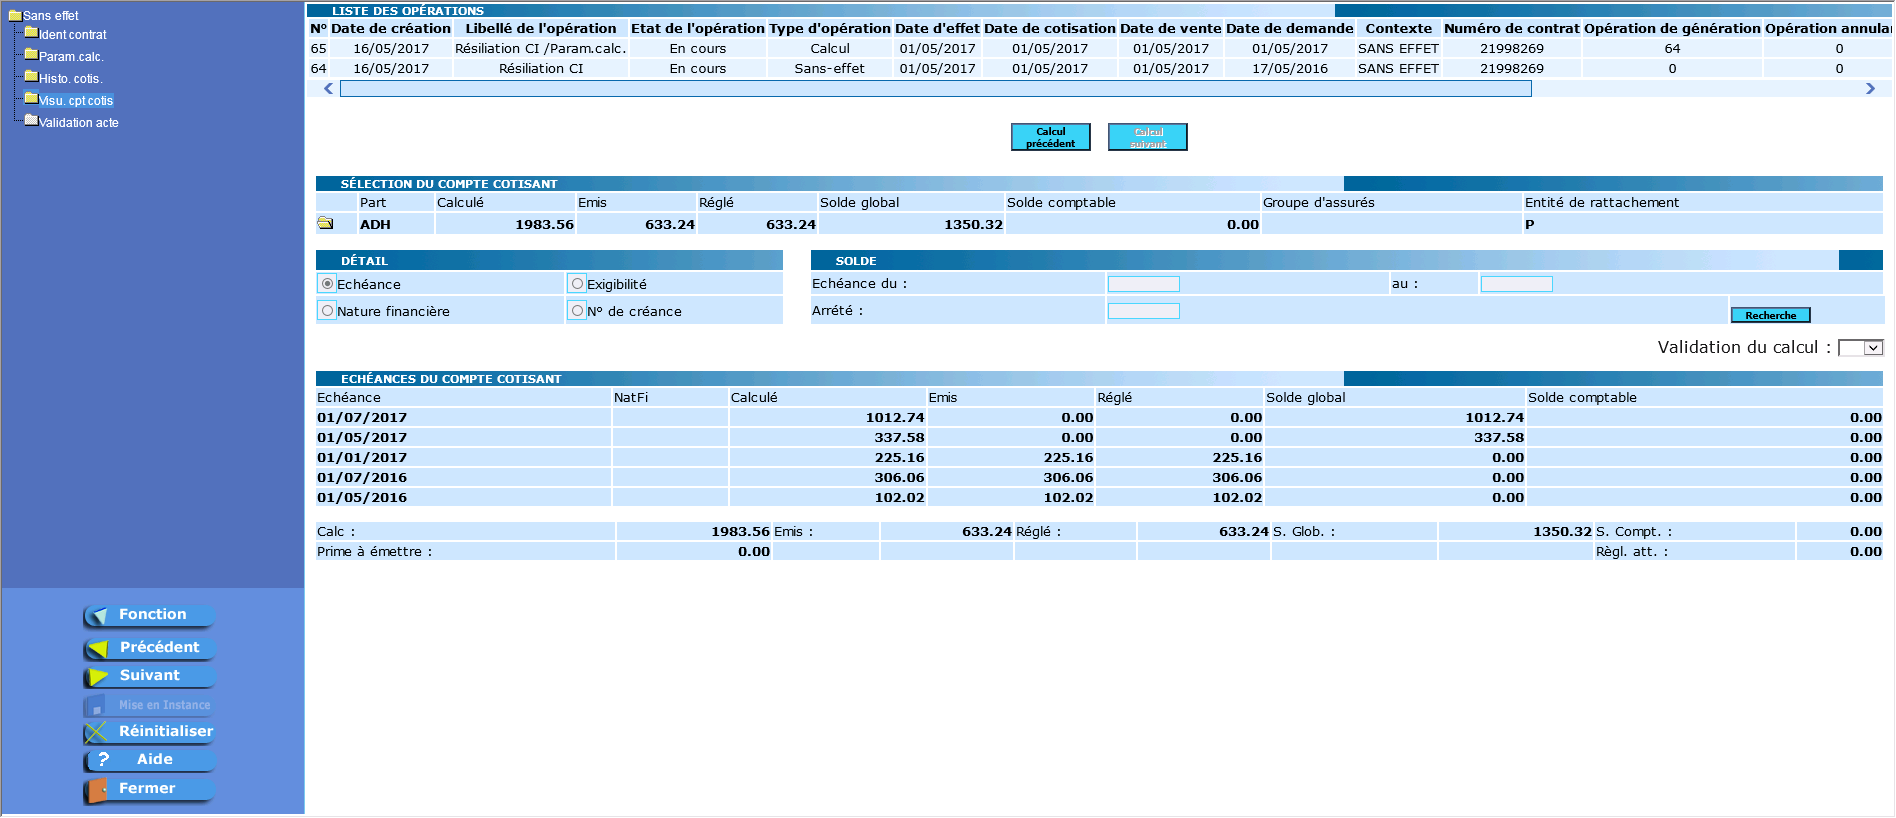 Sans effet
Ident contrat
Param.calc.
Histo. cotis.
Visu. cpt cotis
Validation acte
Fonction
Précédent
Suivant
Mise en Instance
Réinitialiser
? Aide
Fermer
LISTE DES OPÉRATIONS
N° Date de création Libellé de l'opération Etat de l'opération Type d'opération Date d'effet Date de cotisation Date de vente Date de demande Contexte Numéro de contrat Opération de génération Opération annular
65 16/05/2017 Résiliation CI /Param.calc. En cours Calcul 01/05/2017 01/05/2017 01/05/2017 01/05/2017 SANS EFFET 21998269 64 0
64 16/05/2017 Résiliation CI En cours Sans-effet 01/05/2017 01/05/2017 01/05/2017 17/05/2016 SANS EFFET 21998269 0 0
Calcul précédent Calcul suivant
SÉLECTION DU COMPTE COTISANT
Part Calculé Emis Réglé Solde global Solde comptable Groupe d'assurés Entité de rattachement
ADH 1983.56 633.24 633.24 1350.32 0.00 P
DÉTAIL
Echéance Exigibilité
Nature financière N° de créance
SOLDE
Echéance du : au :
Arrété :
Recherche
Validation du calcul :
ECHÉANCES DU COMPTE COTISANT
Echéance NatFi Calculé Emis Réglé Solde global Solde comptable
01/07/2017 1012.74 0.00 0.00 1012.74 0.00
01/05/2017 337.58 0.00 0.00 337.58 0.00
01/01/2017 225.16 225.16 225.16 0.00 0.00
01/07/2016 306.06 306.06 306.06 0.00 0.00
01/05/2016 102.02 102.02 102.02 0.00 0.00
Calc : 1983.56 Emis : 633.24 Réglé : 633.24 S. Glob. : 1350.32 S. Compt. : 0.00
Prime à émettre : 0.00 Règl. att. : 0.00